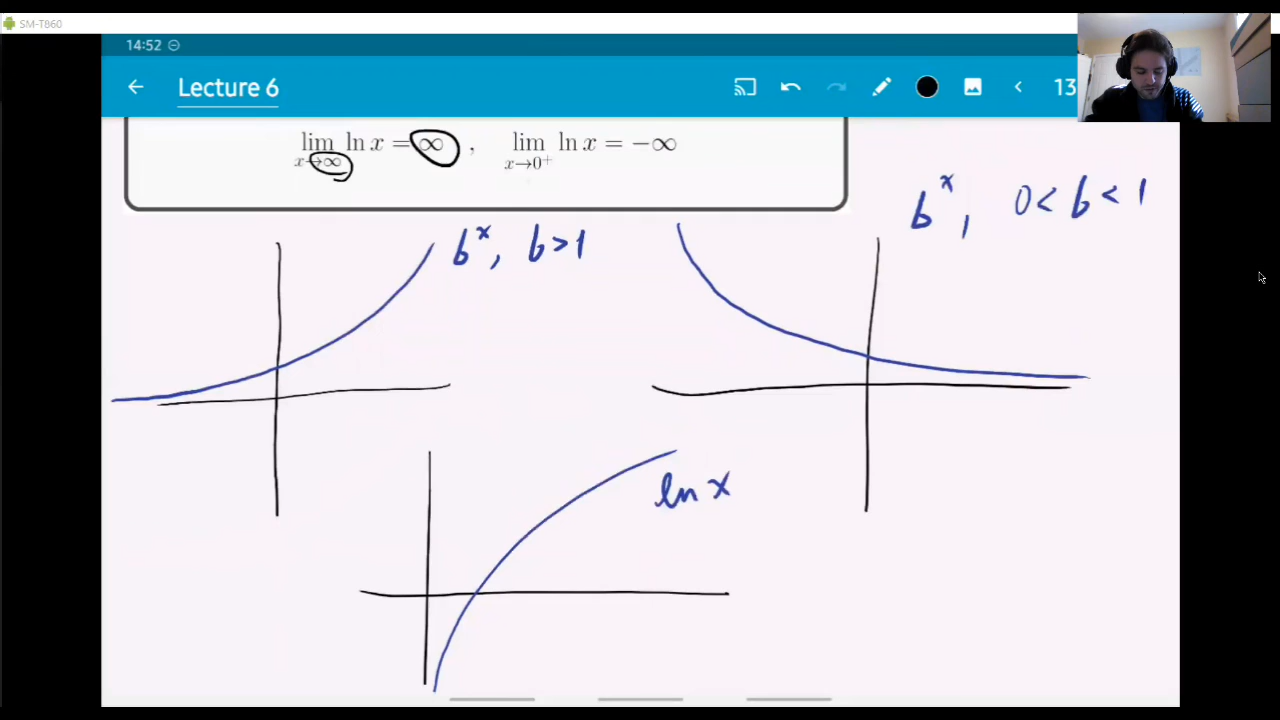 SM-T860
14:52
Lecture 6
13
lim x→∞ ln x = ∞ , lim x→0⁺ ln x = −∞
bˣ, 0 < b < 1
bˣ, b > 1
ln x